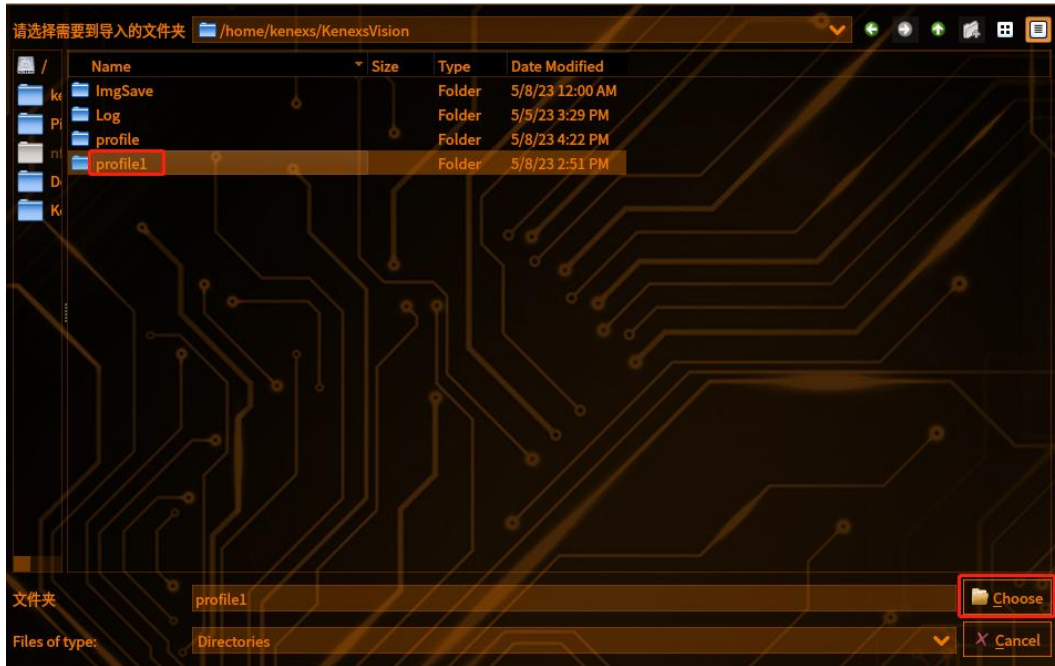 请选择需要到导入的文件夹 /home/kenexs/KenexsVision
/
Name Size Type Date Modified
ImgSave Folder 5/8/23 12:00 AM
Log Folder 5/5/23 3:29 PM
profile Folder 5/8/23 4:22 PM
profile1 Folder 5/8/23 2:51 PM
文件夹 profile1 Choose
Files of type: Directories Cancel